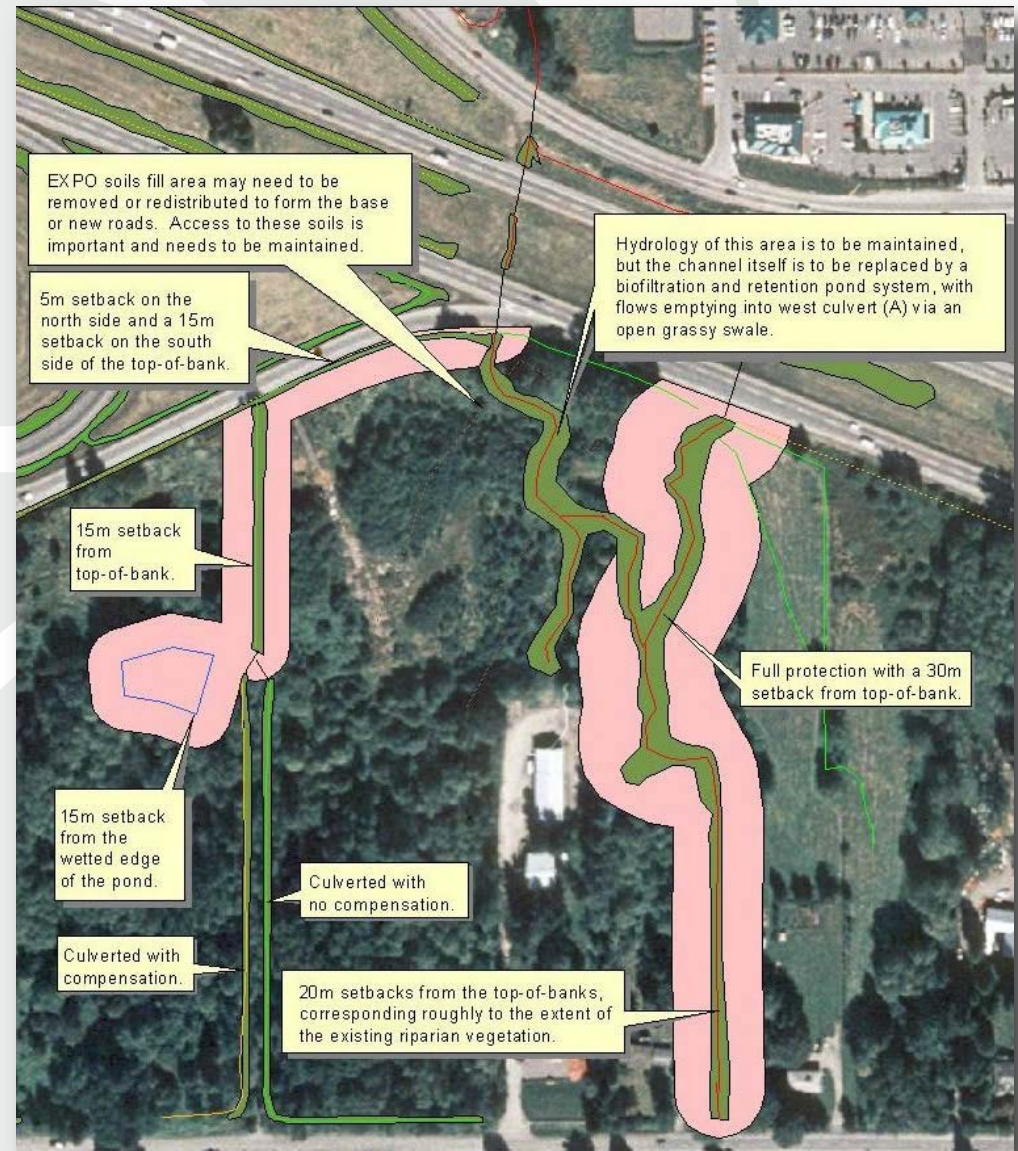 EXPO soils fill area may need to be
removed or redistributed to form the base
or new roads. Access to these soils is
important and needs to be maintained.
Hydrology of this area is to be maintained,
but the channel itself is to be replaced by a
biofiltration and retention pond system, with
flows emptying into west culvert (A) via an
open grassy swale.
5m setback on the
north side and a 15m
setback on the south
side of the top-of-bank.
15m setback
from
top-of-bank.
Full protection with a 30m
setback from top-of-bank.
15m setback
from the
wetted edge
of the pond.
Culverted with
no compensation.
Culverted with
compensation.
20m setbacks from the top-of-banks,
corresponding roughly to the extent of
the existing riparian vegetation.